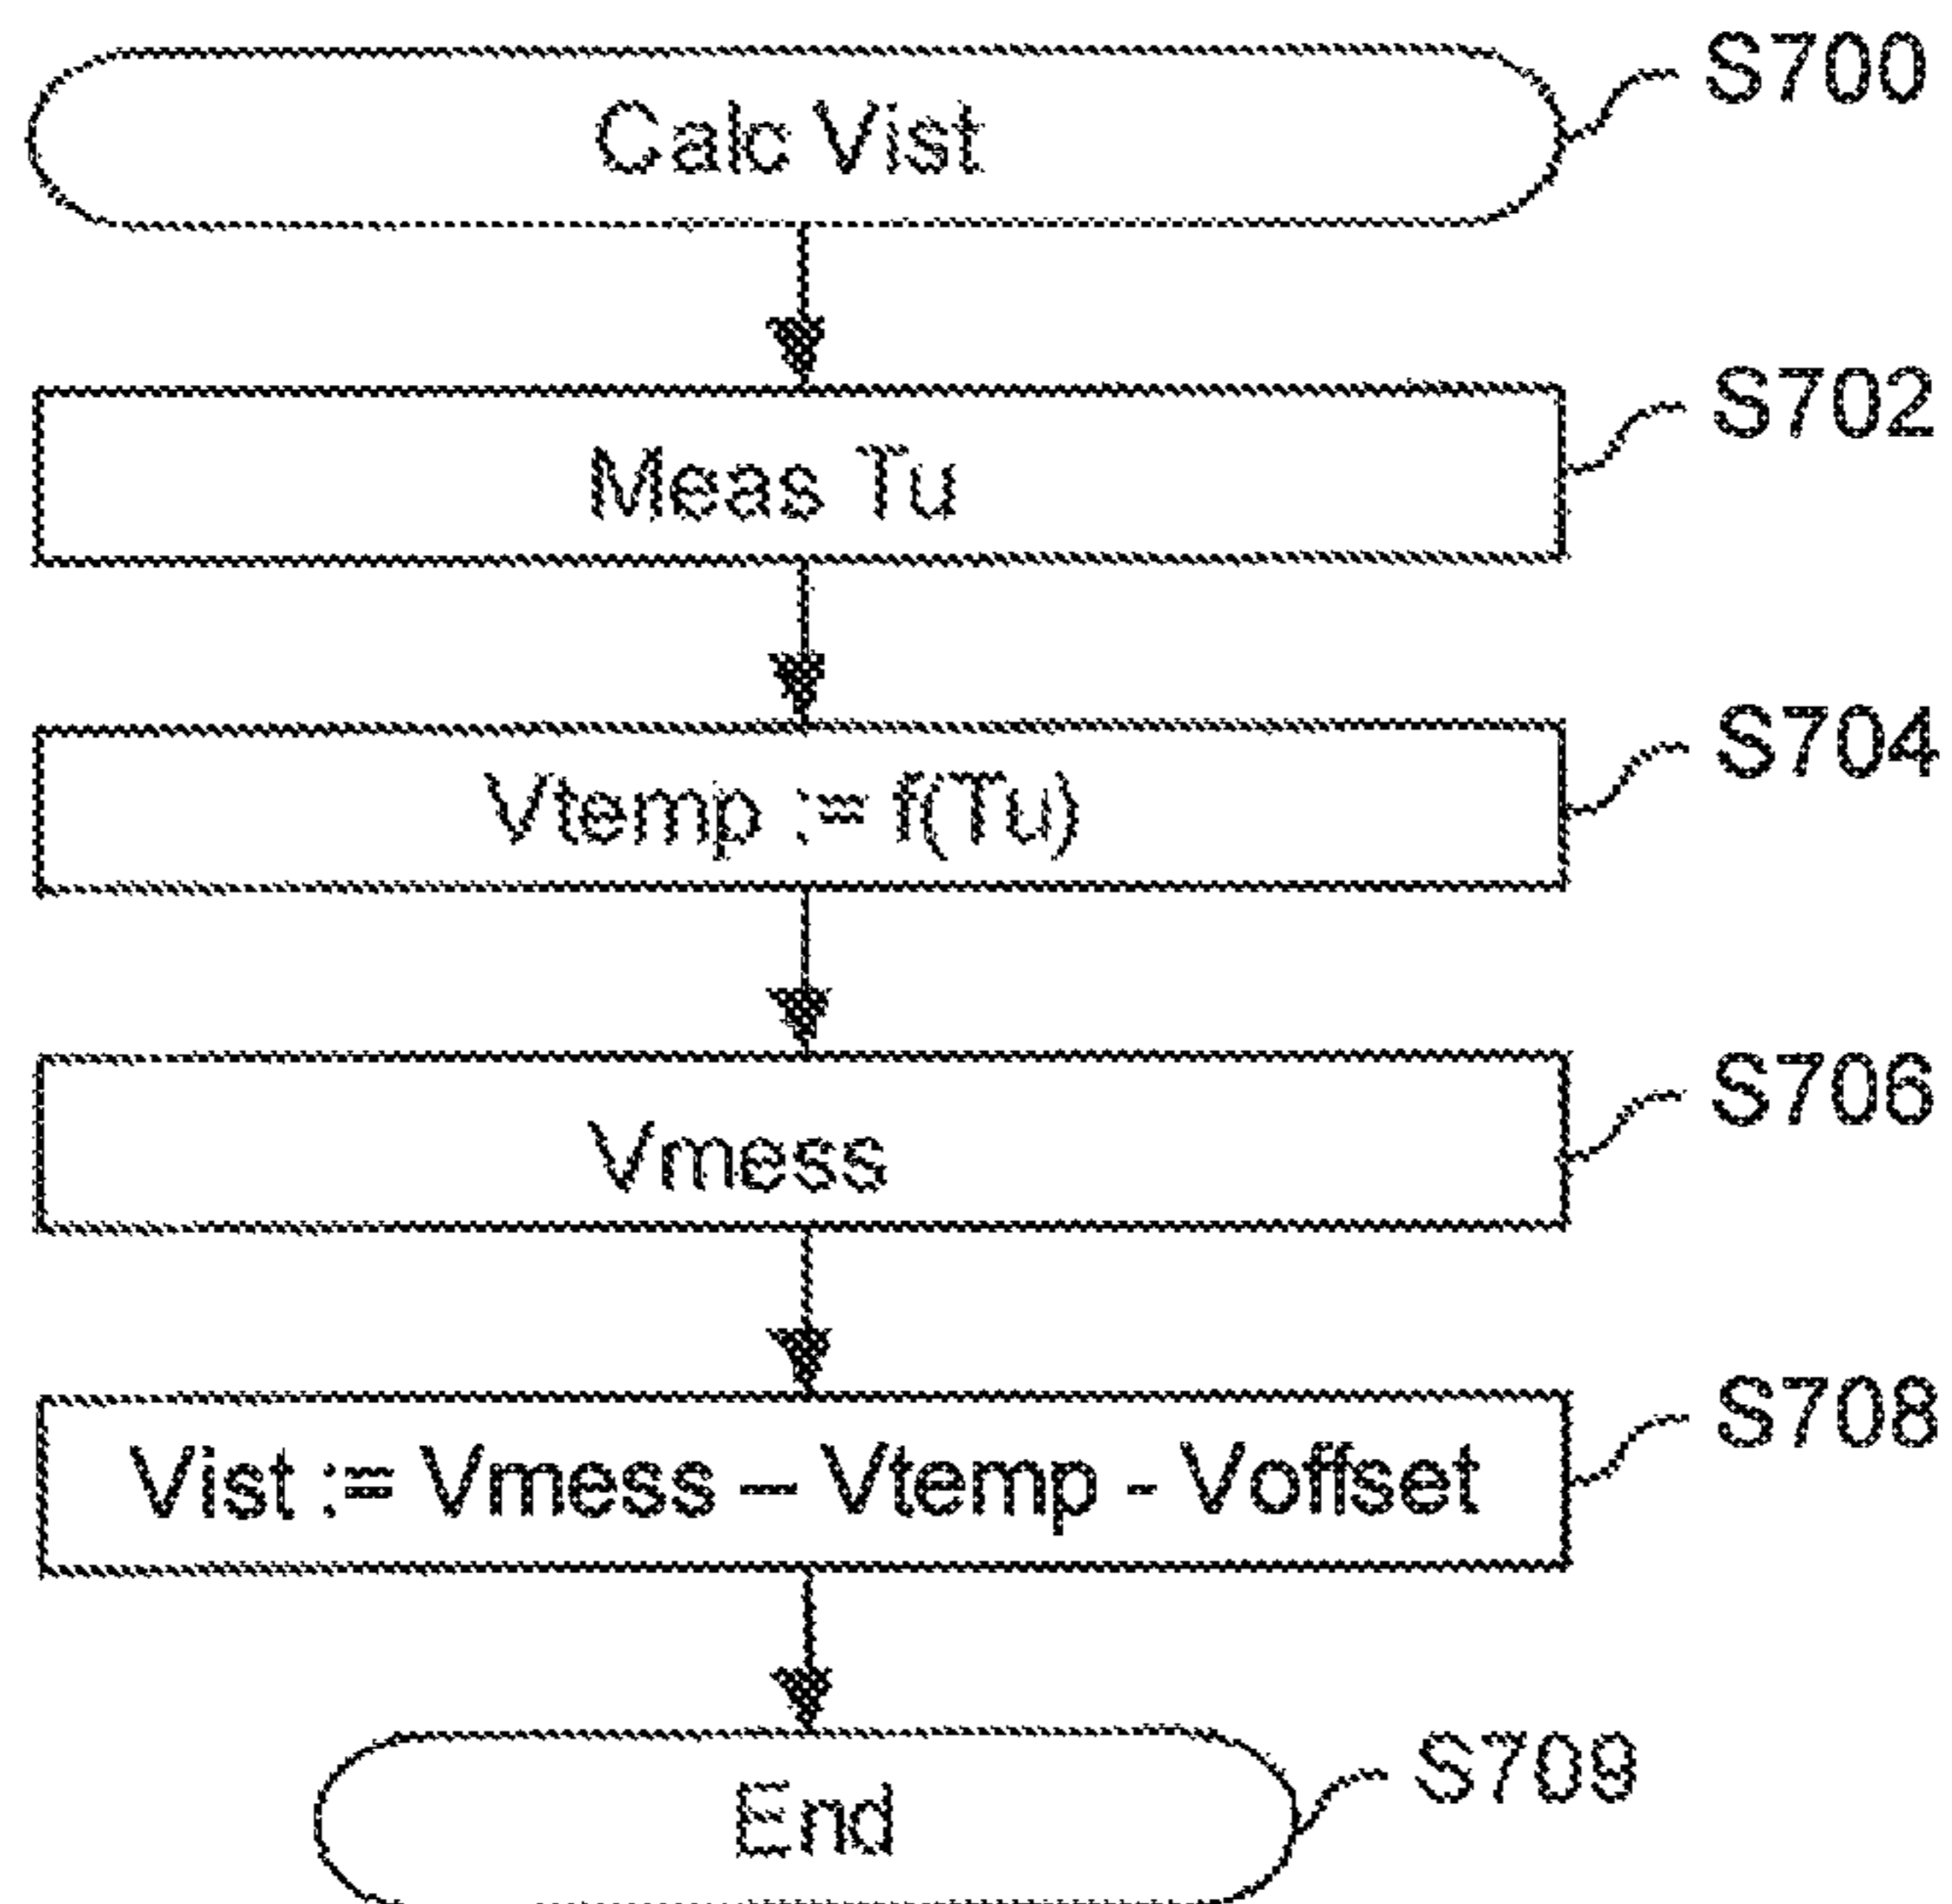 Calc Vist
S700
Meas Tu
S702
Vtemp := f(Tu)
S704
Vmess
S706
Vist := Vmess – Vtemp - Voffset
S708
End
S709